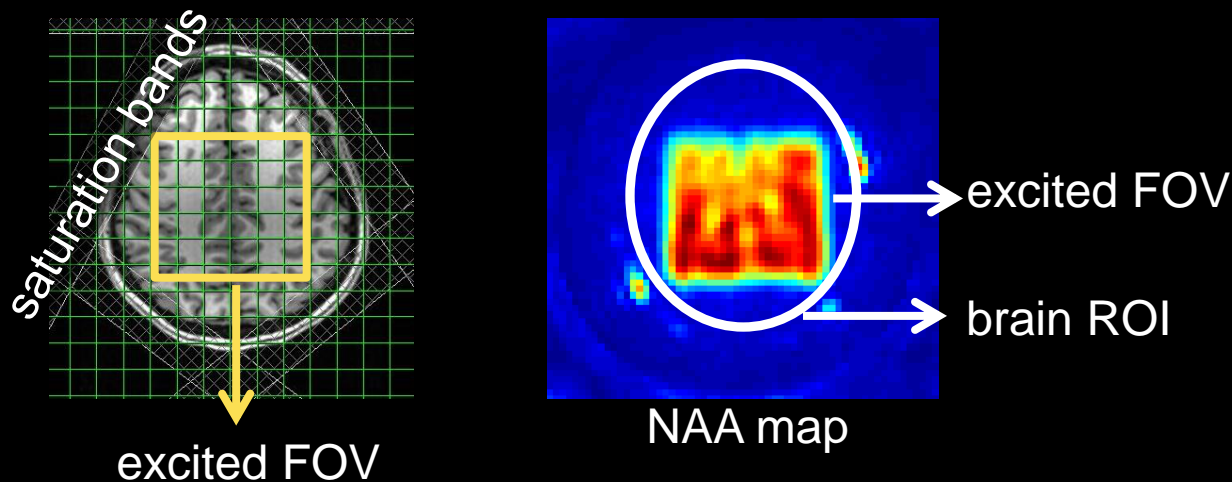 saturation bands
excited FOV
excited FOV
brain ROI
NAA map